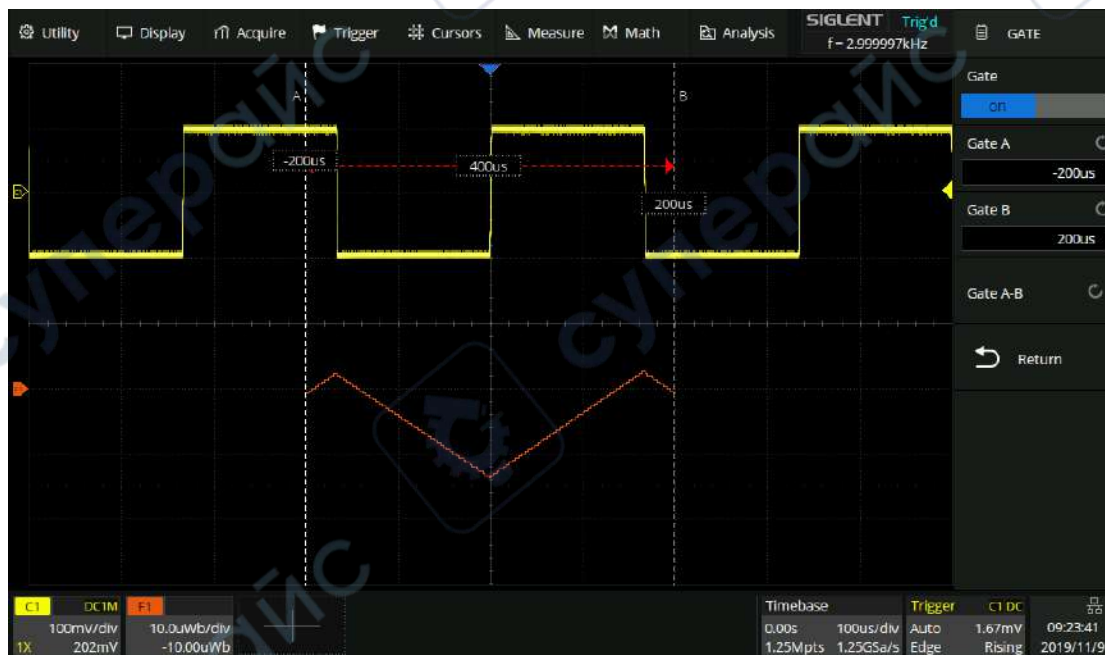 Utility
Display
Acquire
Trigger
Cursors
Measure
Math
Analysis
SIGLENT Trig'd
f = 2.999997kHz
GATE
Gate
on
Gate A
-200us
Gate B
200us
Gate A-B
Return
A
B
-200us
400us
200us
C1 DC1M
100mV/div
1X 202mV
F1
10.0uWb/div
-10.00uWb
Timebase
0.00s 100us/div
1.25Mpts 1.25GSa/s
Trigger C1 DC
Auto 1.67mV
Edge Rising
09:23:41
2019/11/9
суперайс
суперайс
суперайс